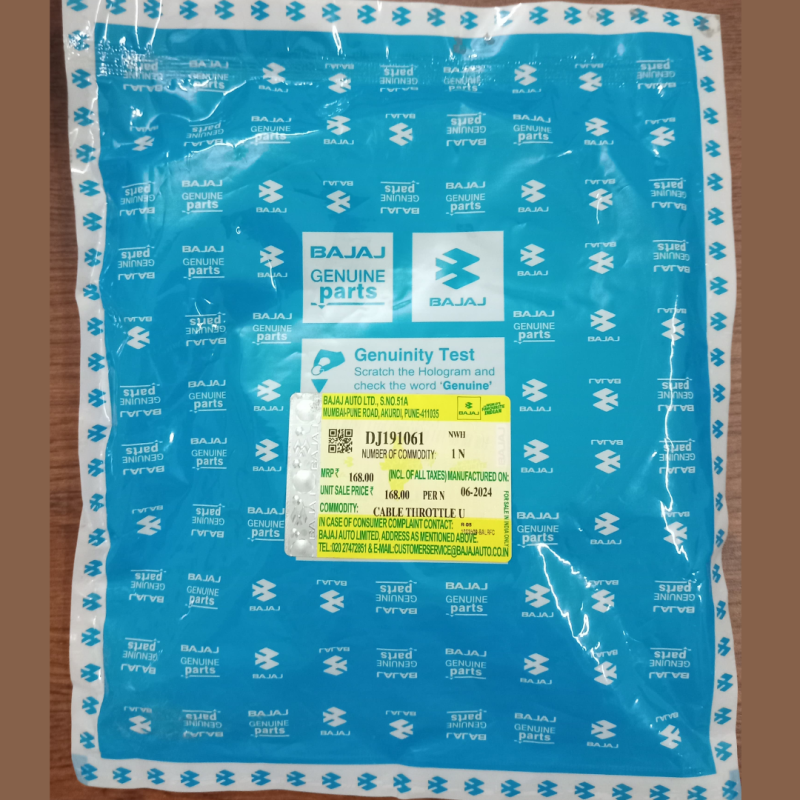 BAJAJ
GENUINE
parts
BAJAJ
Genuinity Test
Scratch the Hologram and
check the word 'Genuine'
BAJAJ AUTO LTD., S.NO.51A
MUMBAI-PUNE ROAD, AKURDI, PUNE-411035
BAJAJ
DJ191061 NWH
NUMBER OF COMMODITY: 1 N
MRP ₹ 168.00 (INCL. OF ALL TAXES) MANUFACTURED ON:
UNIT SALE PRICE ₹ 168.00 PER N 06-2024
COMMODITY: CABLE THROTTLE U
IN CASE OF CONSUMER COMPLAINT CONTACT:
BAJAJ AUTO LIMITED, ADDRESS AS MENTIONED ABOVE.
TEL.:020 27472851 & E-MAIL:CUSTOMERSERVICE@BAJAJAUTO.CO.IN
FOR SALE IN INDIA ONLY